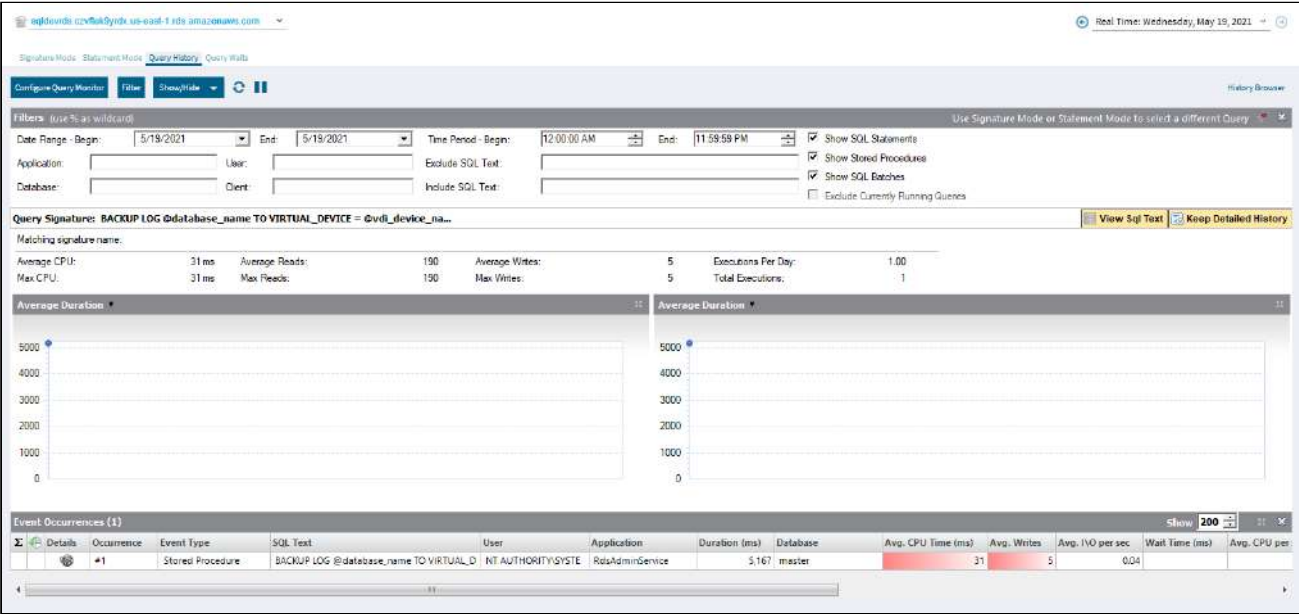 sqldevrds.czvf8ok9yrdx.us-east-1.rds.amazonaws.com
Real Time: Wednesday, May 19, 2021
Signature Mode Statement Mode Query History Query Waits
Configure Query Monitor Filter Show/Hide
History Browser
Filters (use % as wildcard) Use Signature Mode or Statement Mode to select a different Query
Date Range - Begin: 5/19/2021 End: 5/19/2021 Time Period - Begin: 12:00:00 AM End: 11:59:59 PM Show SQL Statements
Application: User: Exclude SQL Text: Show Stored Procedures
Database: Client: Include SQL Text: Show SQL Batches
Exclude Currently Running Queries
Query Signature: BACKUP LOG @database_name TO VIRTUAL_DEVICE = @vdi_device_na... View Sql Text Keep Detailed History
Matching signature name:
Average CPU: 31 ms Average Reads: 190 Average Writes: 5 Executions Per Day: 1.00
Max CPU: 31 ms Max Reads: 190 Max Writes: 5 Total Executions: 1
Average Duration Average Duration
5000 5000
4000 4000
3000 3000
2000 2000
1000 1000
0 0
Event Occurrences (1) Show 200
Σ Details Occurrence Event Type SQL Text User Application Duration (ms) Database Avg. CPU Time (ms) Avg. Writes Avg. I\O per sec Wait Time (ms) Avg. CPU per
#1 Stored Procedure BACKUP LOG @database_name TO VIRTUAL_D NT AUTHORITY\SYSTE RdsAdminService 5,167 master 31 5 0.04